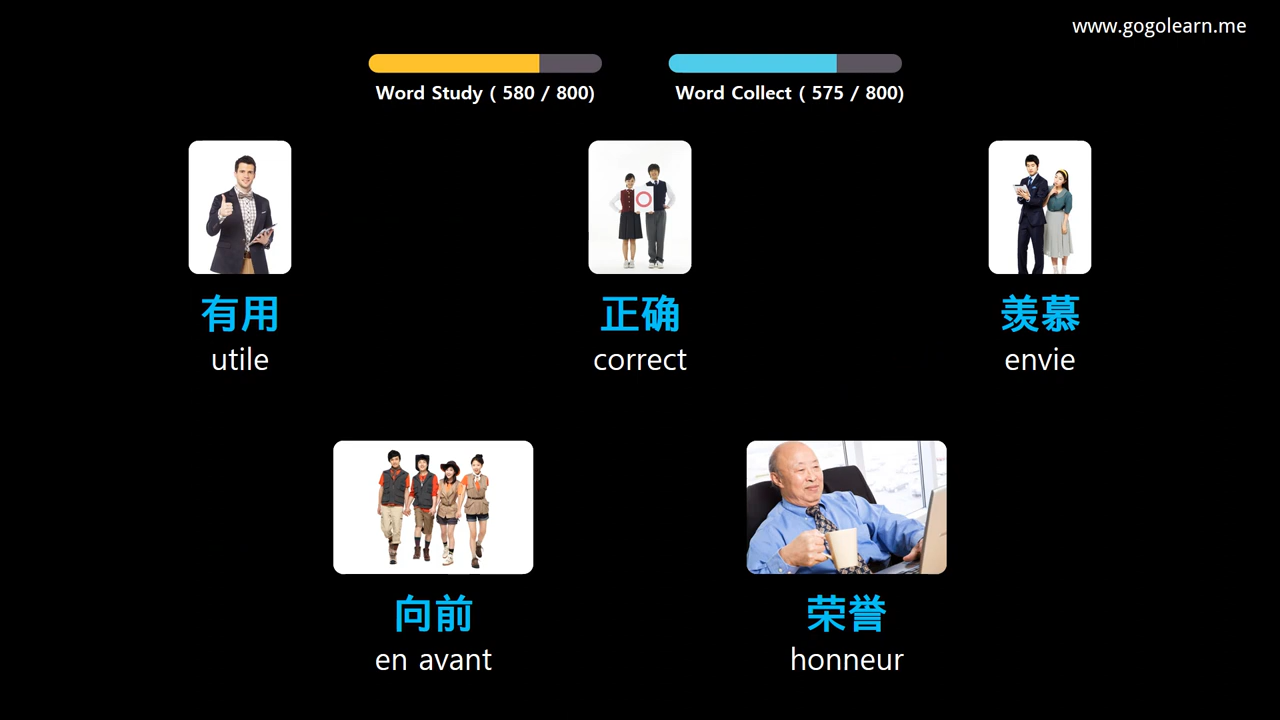 www.gogolearn.me
Word Study ( 580 / 800)
Word Collect ( 575 / 800)
有用
utile
正确
correct
羡慕
envie
向前
en avant
荣誉
honneur